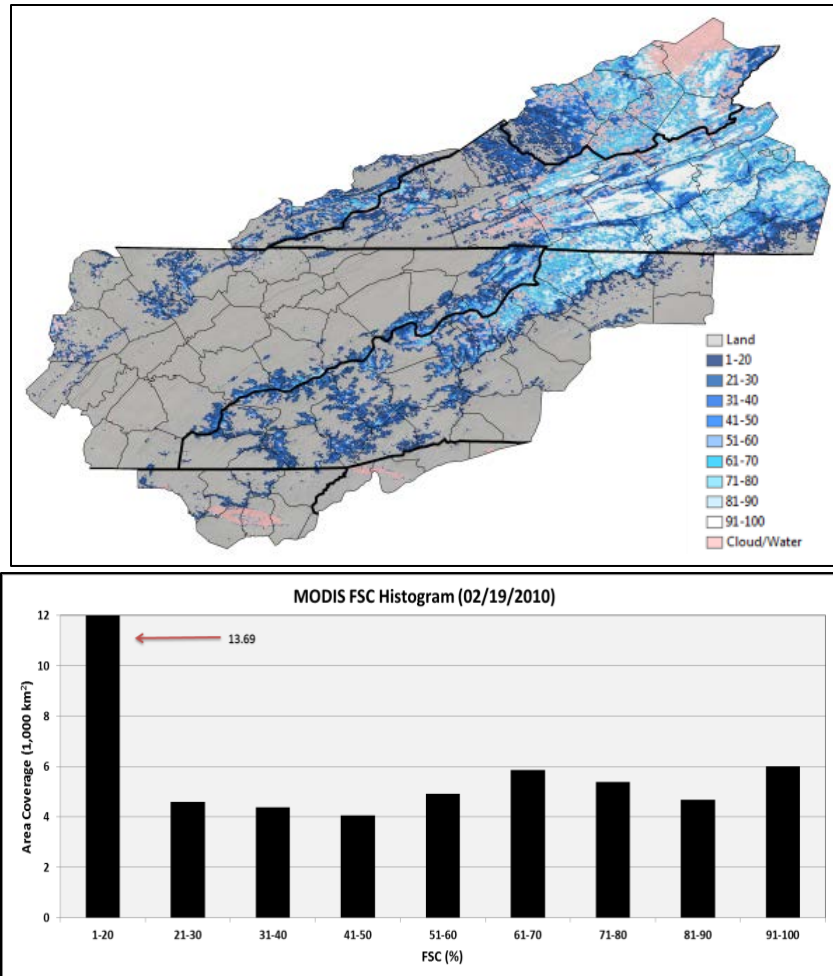 Land
1-20
21-30
31-40
41-50
51-60
61-70
71-80
81-90
91-100
Cloud/Water
MODIS FSC Histogram (02/19/2010)
12
10
8
6
4
2
0
13.69
Area Coverage (1,000 km²)
1-20 21-30 31-40 41-50 51-60 61-70 71-80 81-90 91-100
FSC (%)